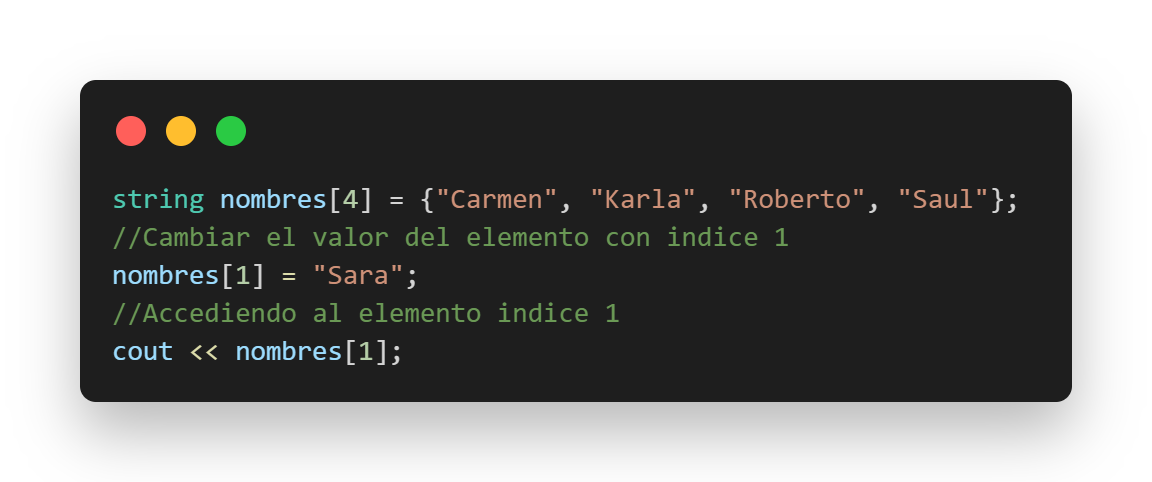 string nombres[4] = {"Carmen", "Karla", "Roberto", "Saul"};
//Cambiar el valor del elemento con indice 1
nombres[1] = "Sara";
//Accediendo al elemento indice 1
cout << nombres[1];